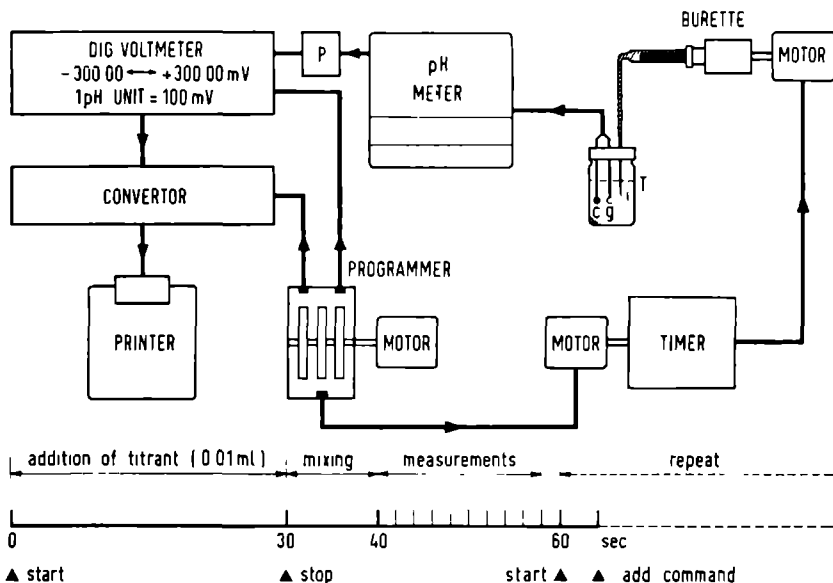 BURETTE
DIG VOLTMETER
-300 00 ↔ +300 00 mV
1 pH UNIT = 100 mV
P
pH
METER
MOTOR
T
c g i
CONVERTOR
PROGRAMMER
PRINTER
MOTOR
MOTOR
TIMER
addition of titrant (0 01ml)
mixing
measurements
repeat
0
30
40
60
sec
▲ start
▲ stop
start ▲
▲ add command